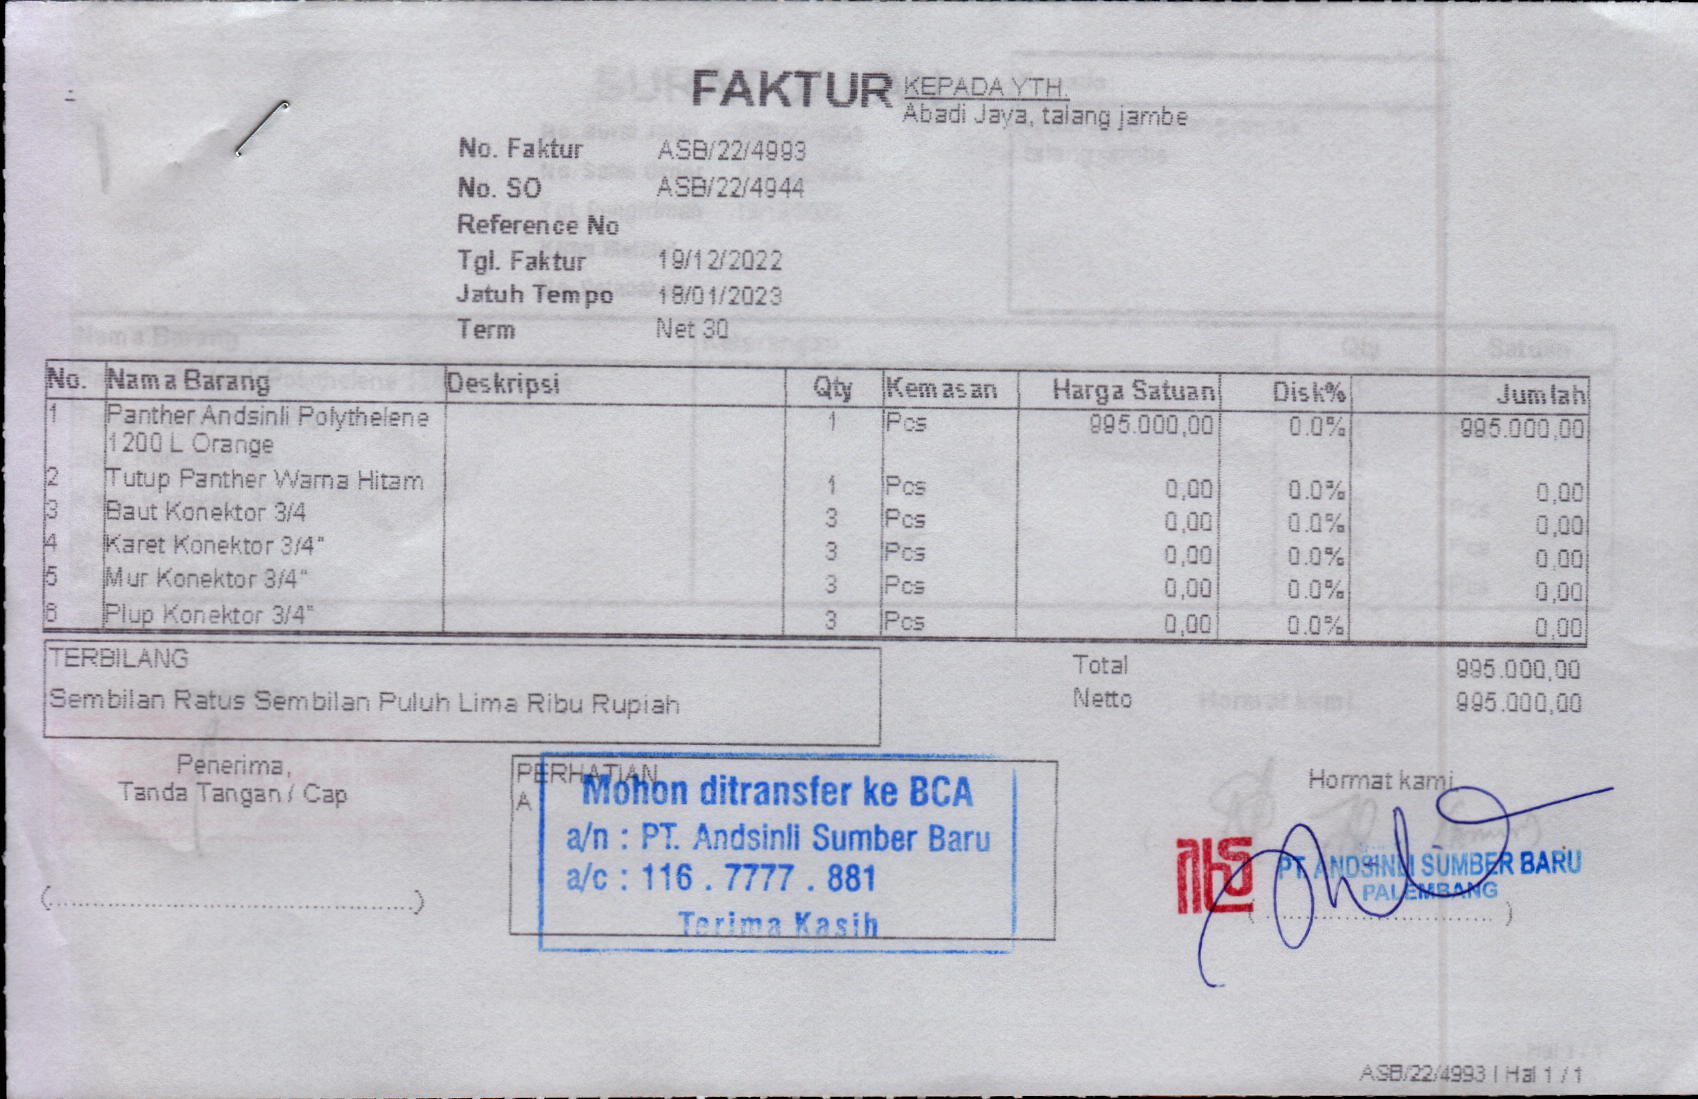 FAKTUR
KEPADA YTH.
Abadi Jaya, talang jambe
No. Faktur ASB/22/4993
No. SO ASB/22/4944
Reference No
Tgl. Faktur 19/12/2022
Jatuh Tempo 18/01/2023
Term Net 30
No. Nama Barang Deskripsi Qty Kemasan Harga Satuan Disk% Jumlah
1 Panther Andsinli Polythelene 1 Pcs 995.000,00 0.0% 995.000,00
1200 L Orange
2 Tutup Panther Warna Hitam 1 Pcs 0,00 0.0% 0,00
3 Baut Konektor 3/4 3 Pcs 0,00 0.0% 0,00
4 Karet Konektor 3/4" 3 Pcs 0,00 0.0% 0,00
5 Mur Konektor 3/4" 3 Pcs 0,00 0.0% 0,00
6 Plup Konektor 3/4" 3 Pcs 0,00 0.0% 0,00
TERBILANG
Sembilan Ratus Sembilan Puluh Lima Ribu Rupiah
Total 995.000,00
Netto 995.000,00
Penerima,
Tanda Tangan / Cap
(..........................................)
PERHATIAN
A
Mohon ditransfer ke BCA
a/n : PT. Andsinli Sumber Baru
a/c : 116 . 7777 . 881
Terima Kasih
Hormat kami
PT. ANDSINLI SUMBER BARU
PALEMBANG
(..............................)
ASB/22/4993 | Hal 1 / 1